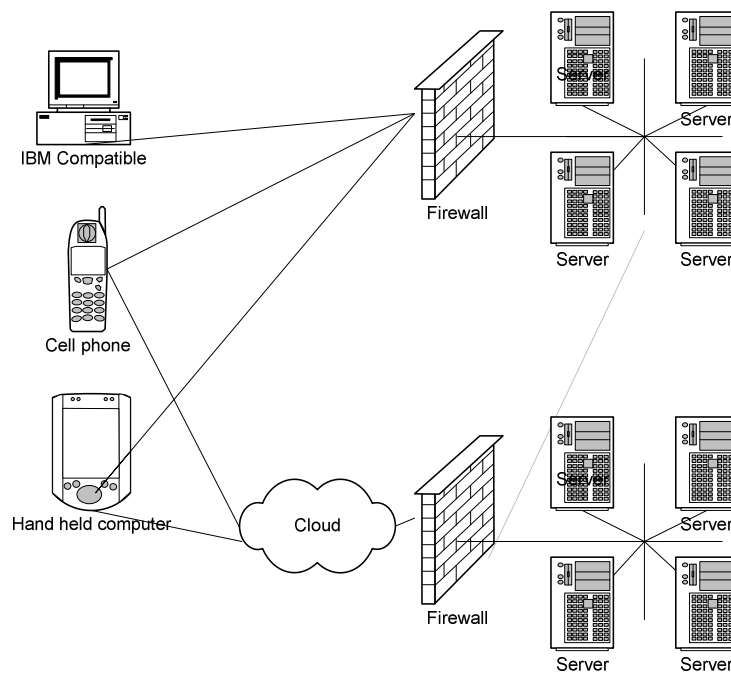 Server
Server
IBM Compatible
Firewall
Server
Server
Cell phone
Server
Hand held computer
Cloud
Server
Firewall
Server
Server